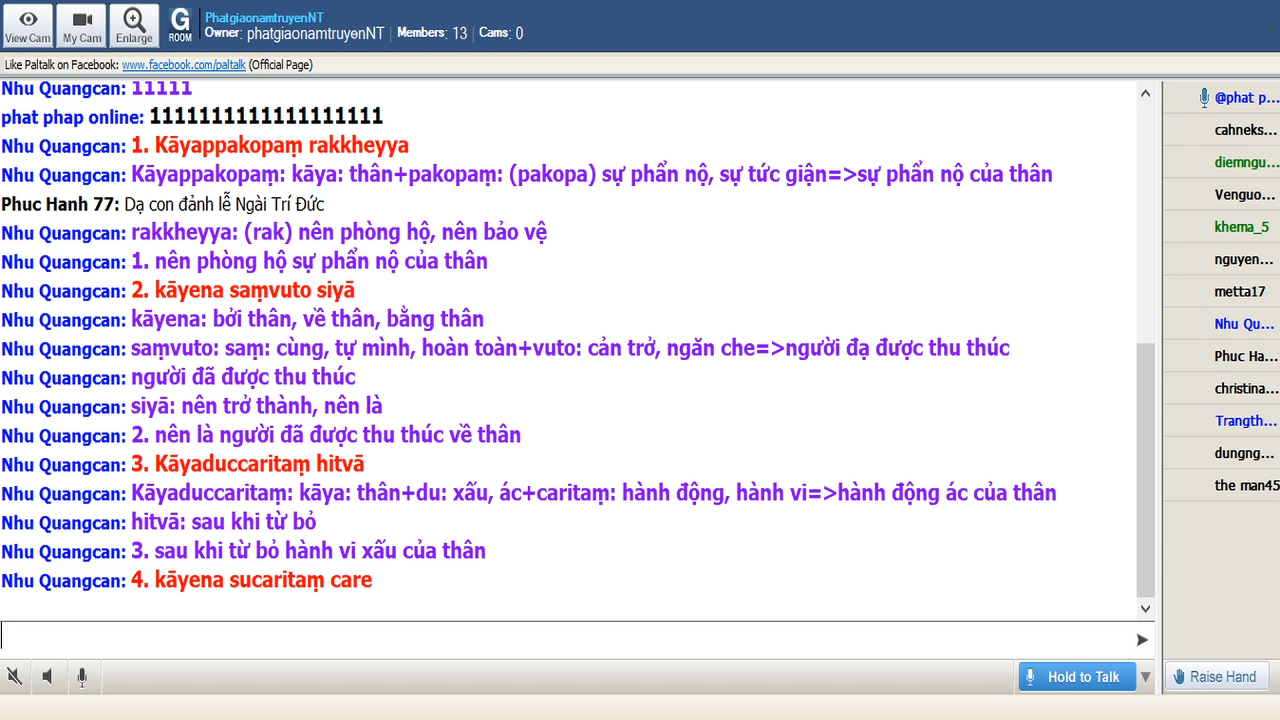 PhatgiaonamtruyenNT
G ROOM
Owner: phatgiaonamtruyenNT | Members: 13 | Cams: 0
View Cam
My Cam
Enlarge
Like Paltalk on Facebook: www.facebook.com/paltalk (Official Page)
Nhu Quangcan: 11111
phat phap online: 1111111111111111111
Nhu Quangcan: 1. Kāyappakopaṃ rakkheyya
Nhu Quangcan: Kāyappakopaṃ: kāya: thân+pakopaṃ: (pakopa) sự phẩn nộ, sự tức giận=>sự phẩn nộ của thân
Phuc Hanh 77: Dạ con đảnh lễ Ngài Trí Đức
Nhu Quangcan: rakkheyya: (rak) nên phòng hộ, nên bảo vệ
Nhu Quangcan: 1. nên phòng hộ sự phẩn nộ của thân
Nhu Quangcan: 2. kāyena saṃvuto siyā
Nhu Quangcan: kāyena: bởi thân, về thân, bằng thân
Nhu Quangcan: saṃvuto: saṃ: cùng, tự mình, hoàn toàn+vuto: cản trở, ngăn che=>người đạ được thu thúc
Nhu Quangcan: người đã được thu thúc
Nhu Quangcan: siyā: nên trở thành, nên là
Nhu Quangcan: 2. nên là người đã được thu thúc về thân
Nhu Quangcan: 3. Kāyaduccaritaṃ hitvā
Nhu Quangcan: Kāyaduccaritaṃ: kāya: thân+du: xấu, ác+caritaṃ: hành động, hành vi=>hành động ác của thân
Nhu Quangcan: hitvā: sau khi từ bỏ
Nhu Quangcan: 3. sau khi từ bỏ hành vi xấu của thân
Nhu Quangcan: 4. kāyena sucaritaṃ care
@phat p...
cahneks...
diemngu...
Venguo...
khema_5
nguyen...
metta17
Nhu Qu...
Phuc Ha...
christina...
Trangth...
dungng...
the man45
Hold to Talk
Raise Hand